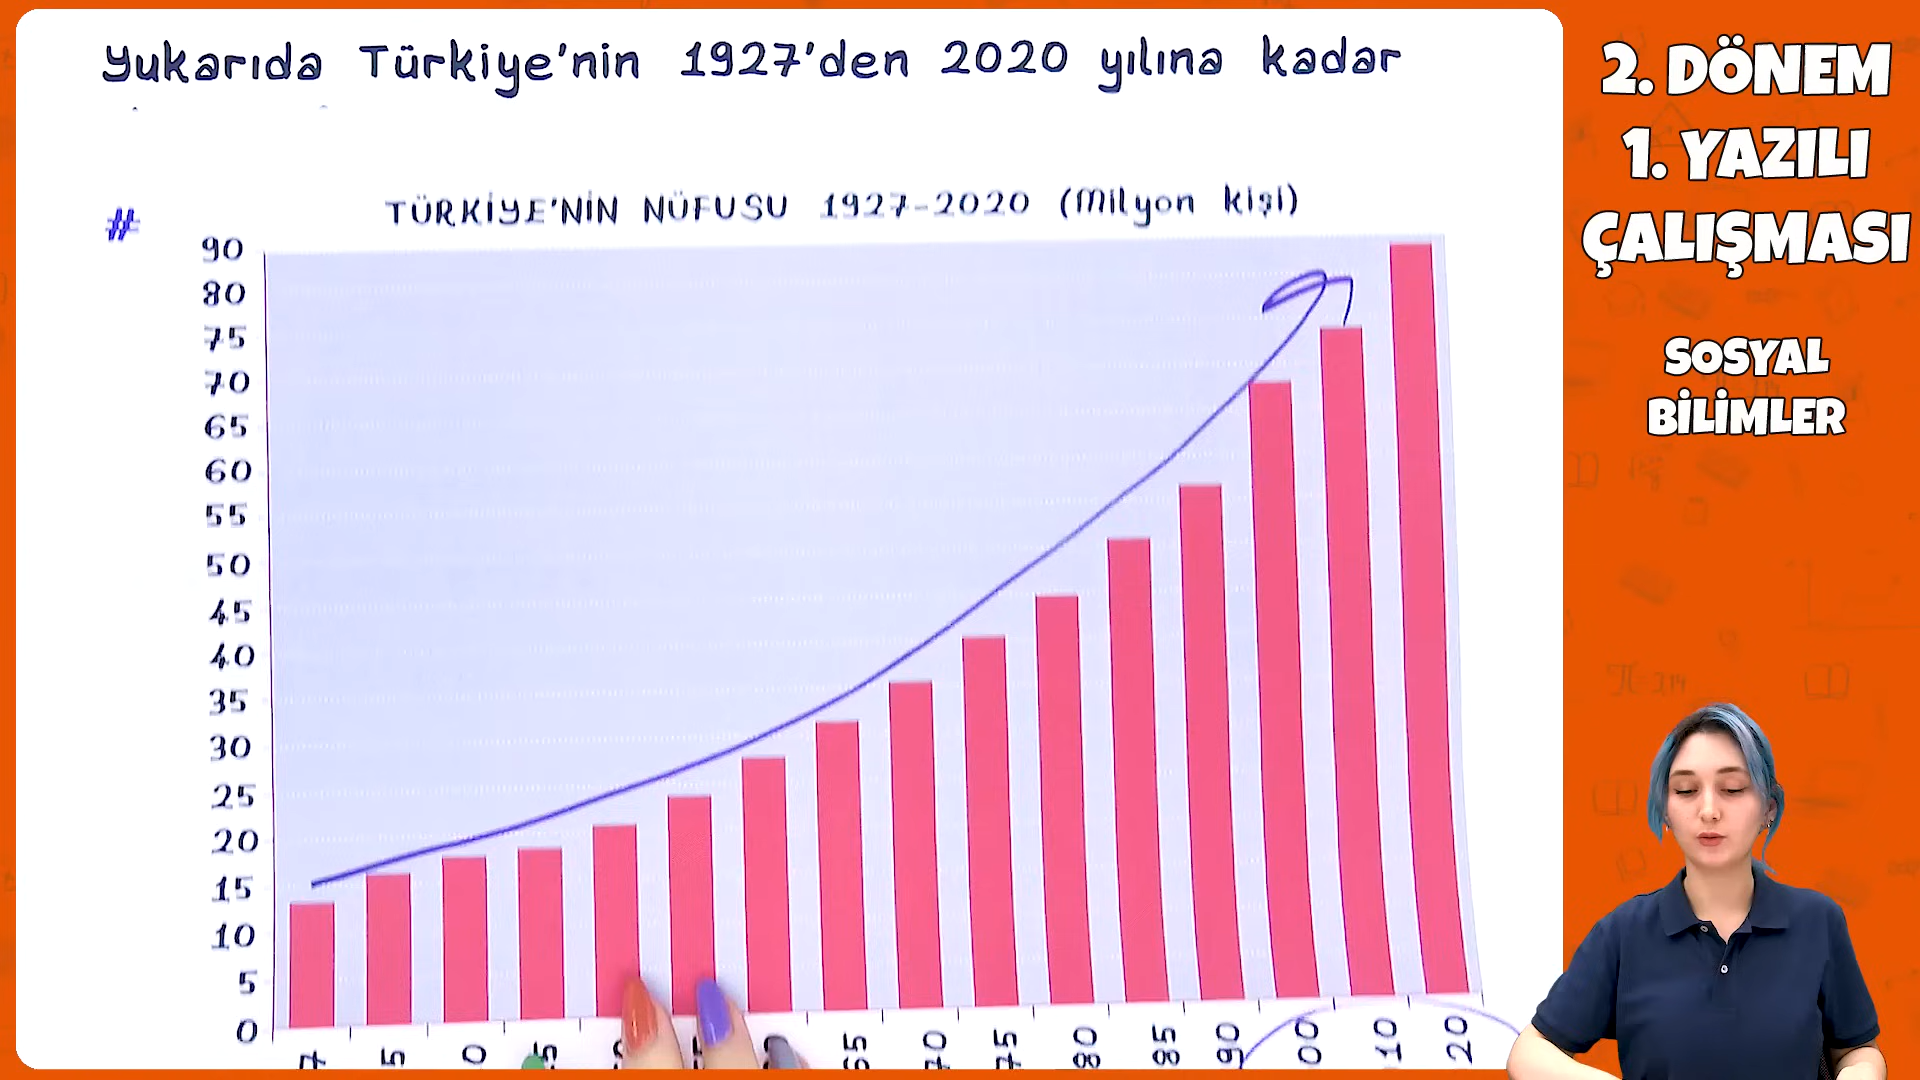 Yukarıda Türkiye'nin 1927'den 2020 yılına kadar
#
TÜRKİYE'NİN NÜFUSU 1927-2020 (Milyon kişi)
90
80
75
70
65
60
55
50
45
40
35
30
25
20
15
10
5
0
65 70 75 80 85 90 00 10 20
2. DÖNEM
1. YAZILI
ÇALIŞMASI
SOSYAL
BİLİMLER